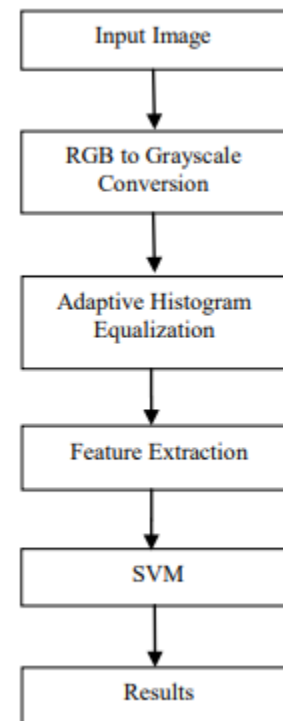 Input Image
RGB to Grayscale
Conversion
Adaptive Histogram
Equalization
Feature Extraction
SVM
Results